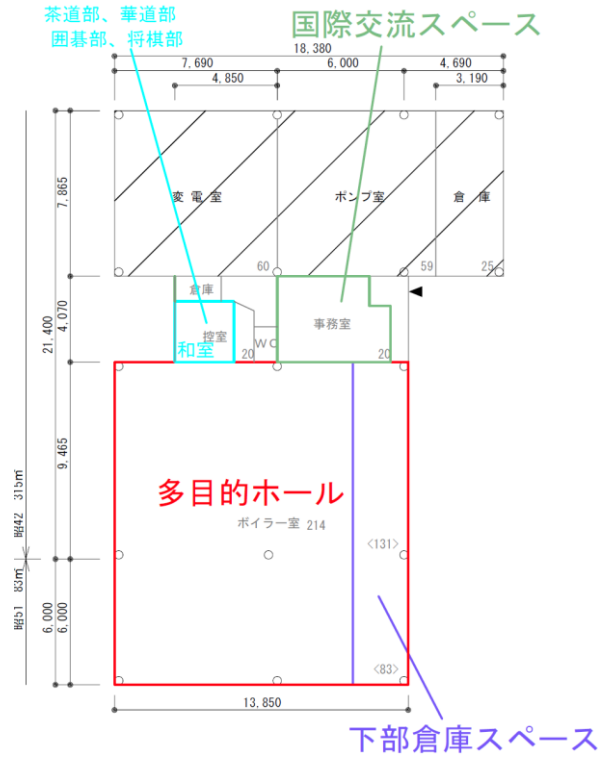 茶道部、華道部
囲碁部、将棋部
国際交流スペース
18,380
7,690 6,000 4,690
4,850 3,190
7,865
変電室 ポンプ室 倉庫
60 59 25
倉庫
控室
和室
20
WC
事務室
20
21,400
4,070
9,465
多目的ホール
ボイラー室 214
<131>
昭42 315㎡
昭51 83㎡
6,000
6,000
<83>
13,850
下部倉庫スペース